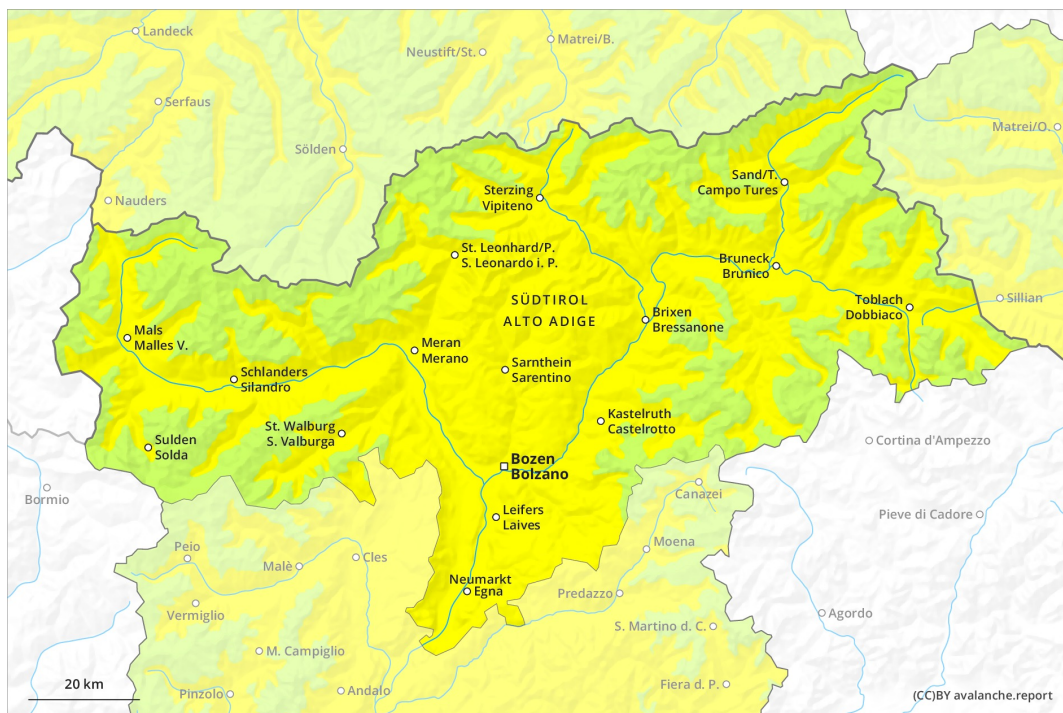 Landeck
Matrei/B.
Neustift/St.
Serfaus
Matrei/O.
Sölden
Sand/T.
Campo Tures
Sterzing
Vipiteno
Nauders
St. Leonhard/P.
S. Leonardo i. P.
Bruneck
Brunico
SÜDTIROL
ALTO ADIGE
Toblach
Dobbiaco
Sillian
Brixen
Bressanone
Mals
Malles V.
Meran
Merano
Sarnthein
Sarentino
Schlanders
Silandro
Kastelruth
Castelrotto
St. Walburg
S. Valburga
Sulden
Solda
Cortina d'Ampezzo
Bozen
Bolzano
Bormio
Canazei
Leifers
Laives
Pieve di Cadore
Peio
Cles
Moena
Malè
Neumarkt
Egna
Predazzo
Vermiglio
Agordo
S. Martino d. C.
M. Campiglio
20 km
Pinzolo
Andalo
Fiera d. P.
(CC)BY avalanche.report